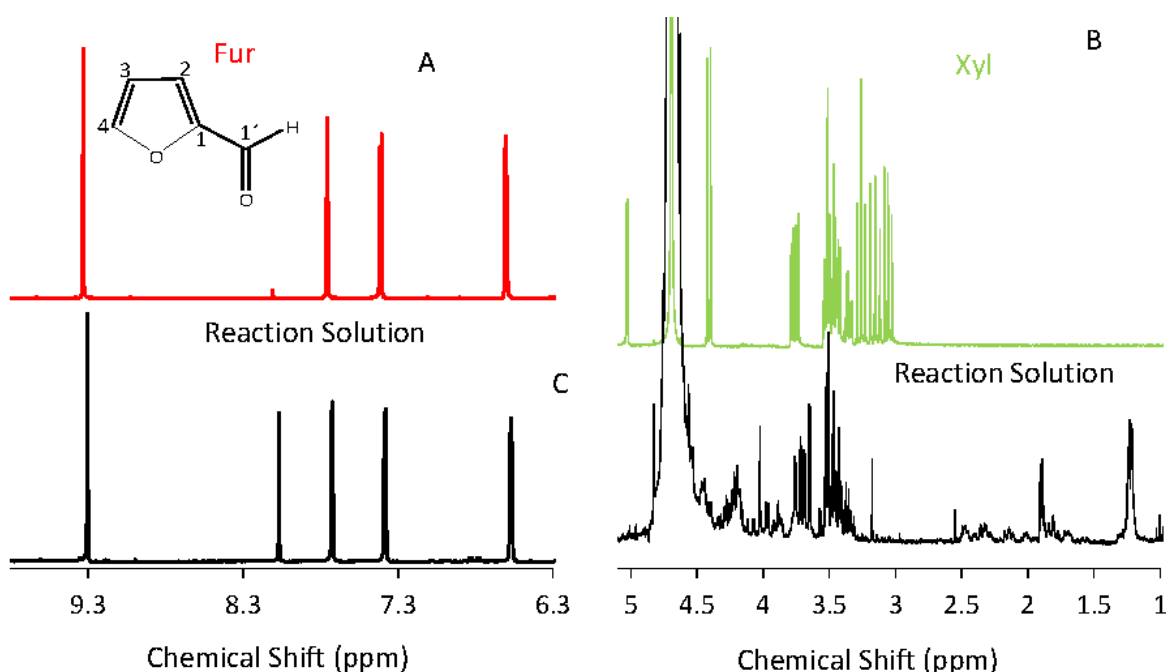 Fur
A
3
2
4
1
1´
H
O
O
Reaction Solution
C
9.3
8.3
7.3
6.3
Chemical Shift (ppm)
B
Xyl
Reaction Solution
5
4.5
4
3.5
3
2.5
2
1.5
1
Chemical Shift (ppm)